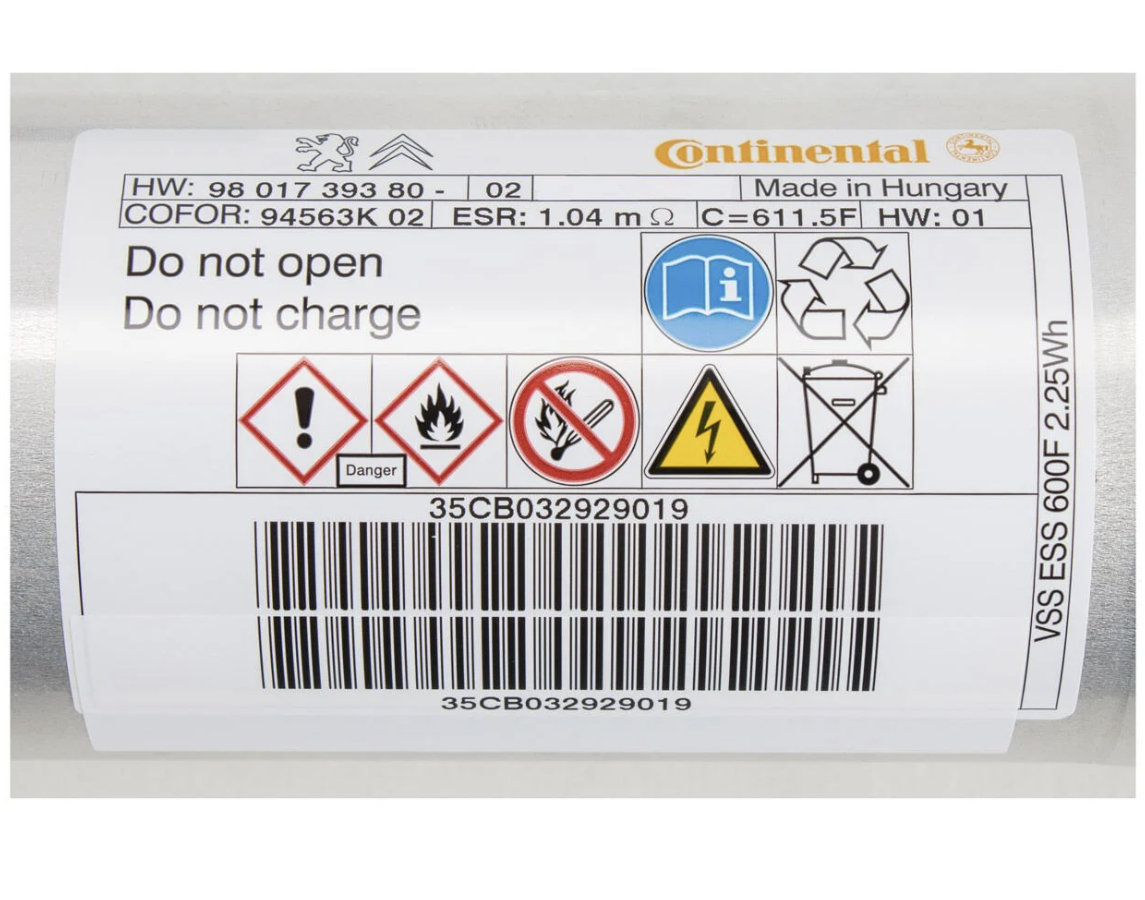 Continental
HW: 98 017 393 80 - 02 Made in Hungary
COFOR: 94563K 02 ESR: 1.04 m Ω C=611.5F HW: 01
Do not open
Do not charge
Danger
35CB032929019
35CB032929019
VSS ESS 600F 2.25Wh